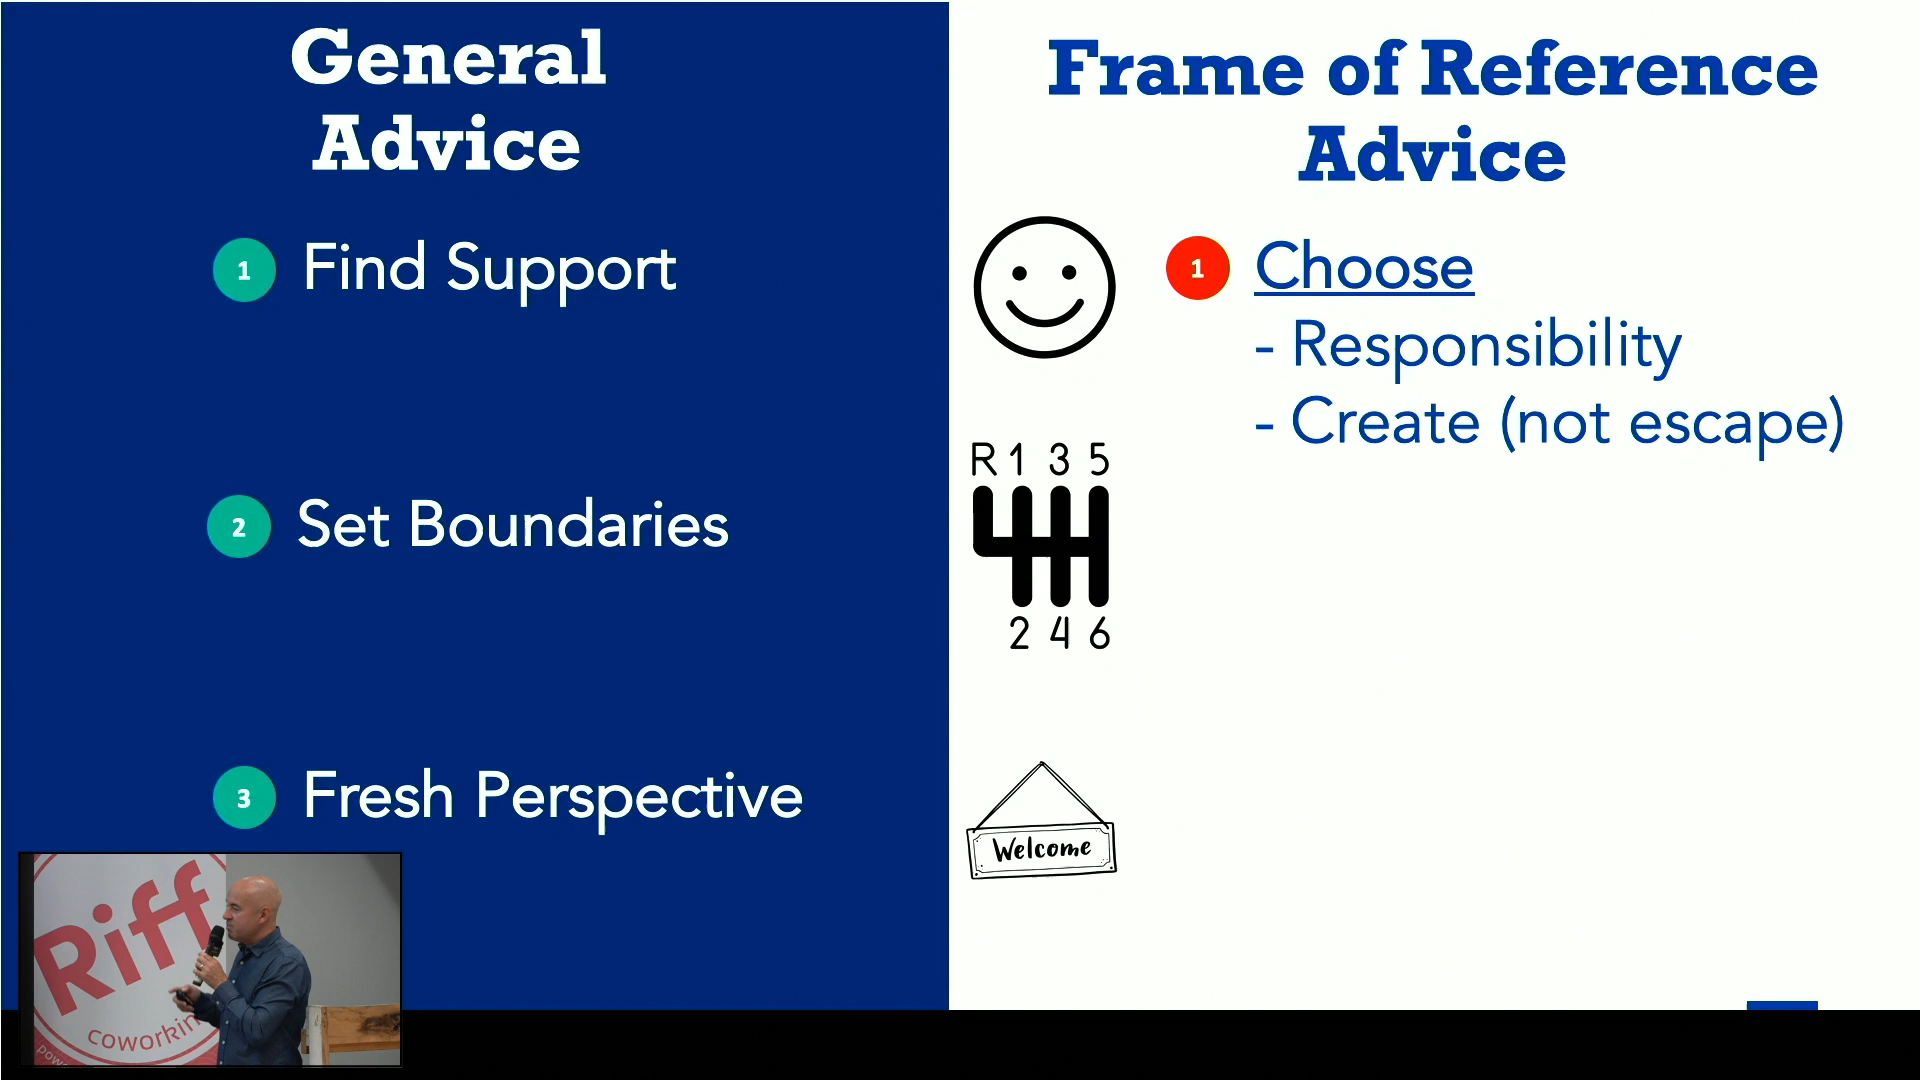 General
Advice
1 Find Support
2 Set Boundaries
3 Fresh Perspective
Frame of Reference
Advice
1 Choose
- Responsibility
- Create (not escape)
R 1 3 5
2 4 6
Welcome
Riff